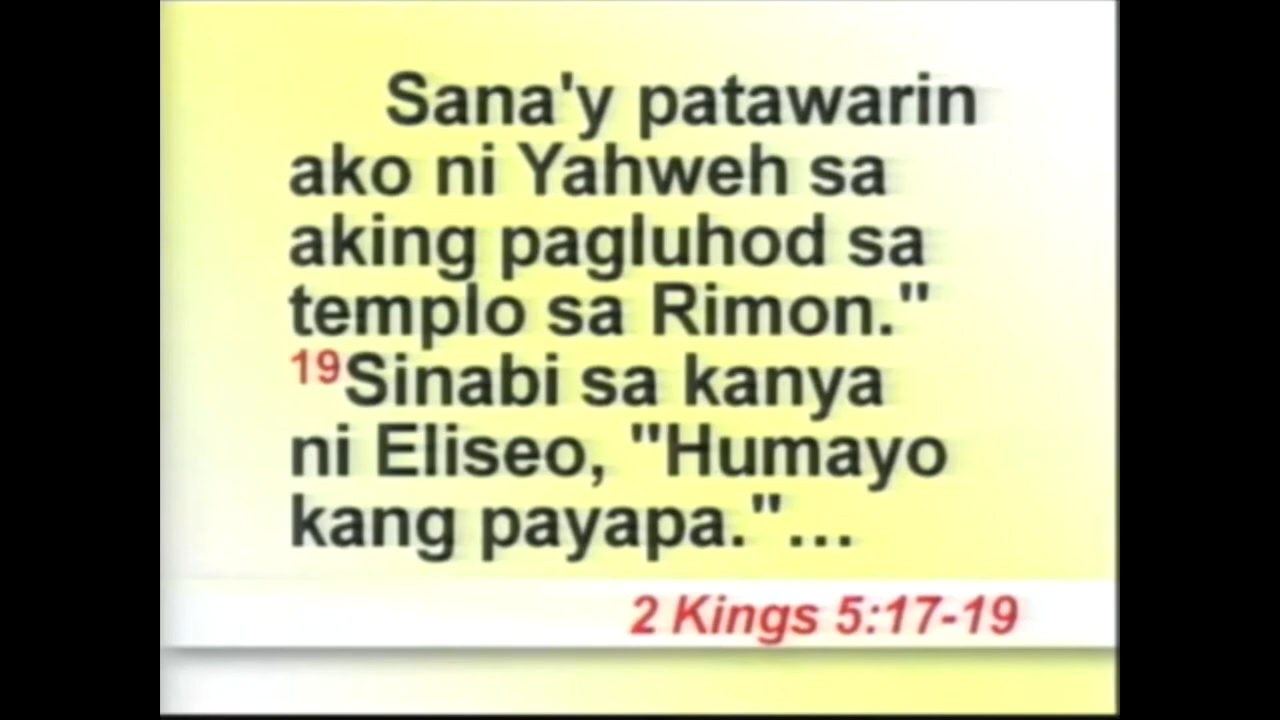 Sana'y patawarin
ako ni Yahweh sa
aking pagluhod sa
templo sa Rimon."
19Sinabi sa kanya
ni Eliseo, "Humayo
kang payapa."...
2 Kings 5:17-19